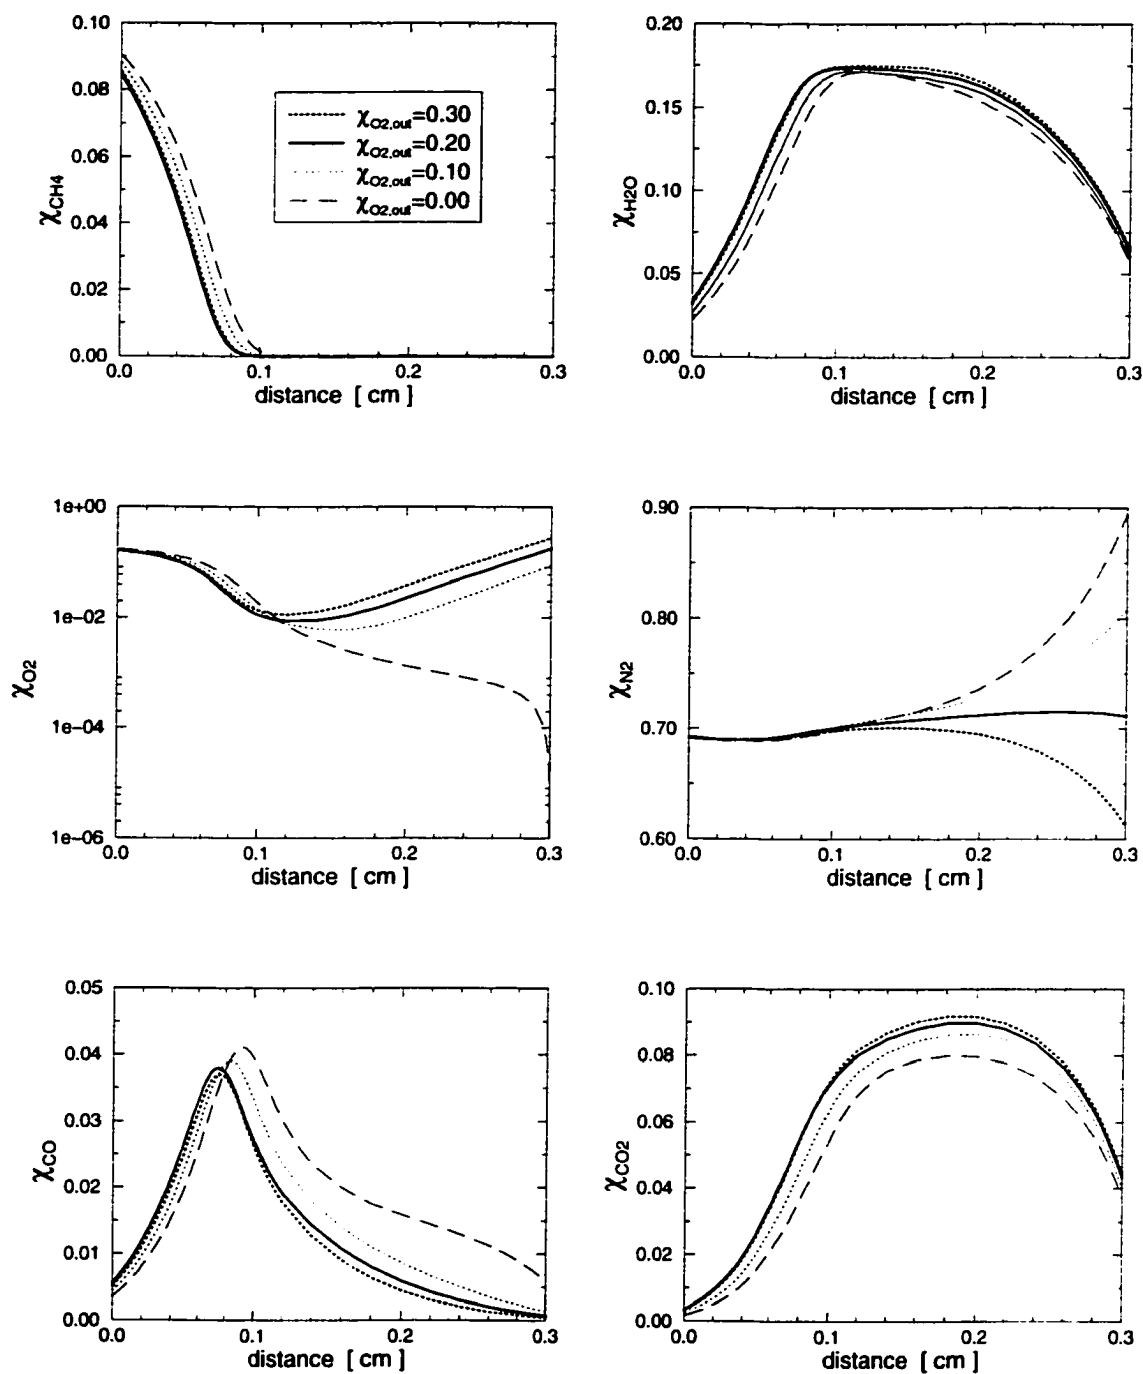 0.10
0.08
0.06
0.04
0.02
0.00
χCH4
χO2,out=0.30
χO2,out=0.20
χO2,out=0.10
χO2,out=0.00
0.0 0.1 0.2 0.3
distance [ cm ]
0.20
0.15
0.10
0.05
0.00
χH2O
0.0 0.1 0.2 0.3
distance [ cm ]
1e+00
1e−02
1e−04
1e−06
χO2
0.0 0.1 0.2 0.3
distance [ cm ]
0.90
0.80
0.70
0.60
χN2
0.0 0.1 0.2 0.3
distance [ cm ]
0.05
0.04
0.03
0.02
0.01
0.00
χCO
0.0 0.1 0.2 0.3
distance [ cm ]
0.10
0.08
0.06
0.04
0.02
0.00
χCO2
0.0 0.1 0.2 0.3
distance [ cm ]